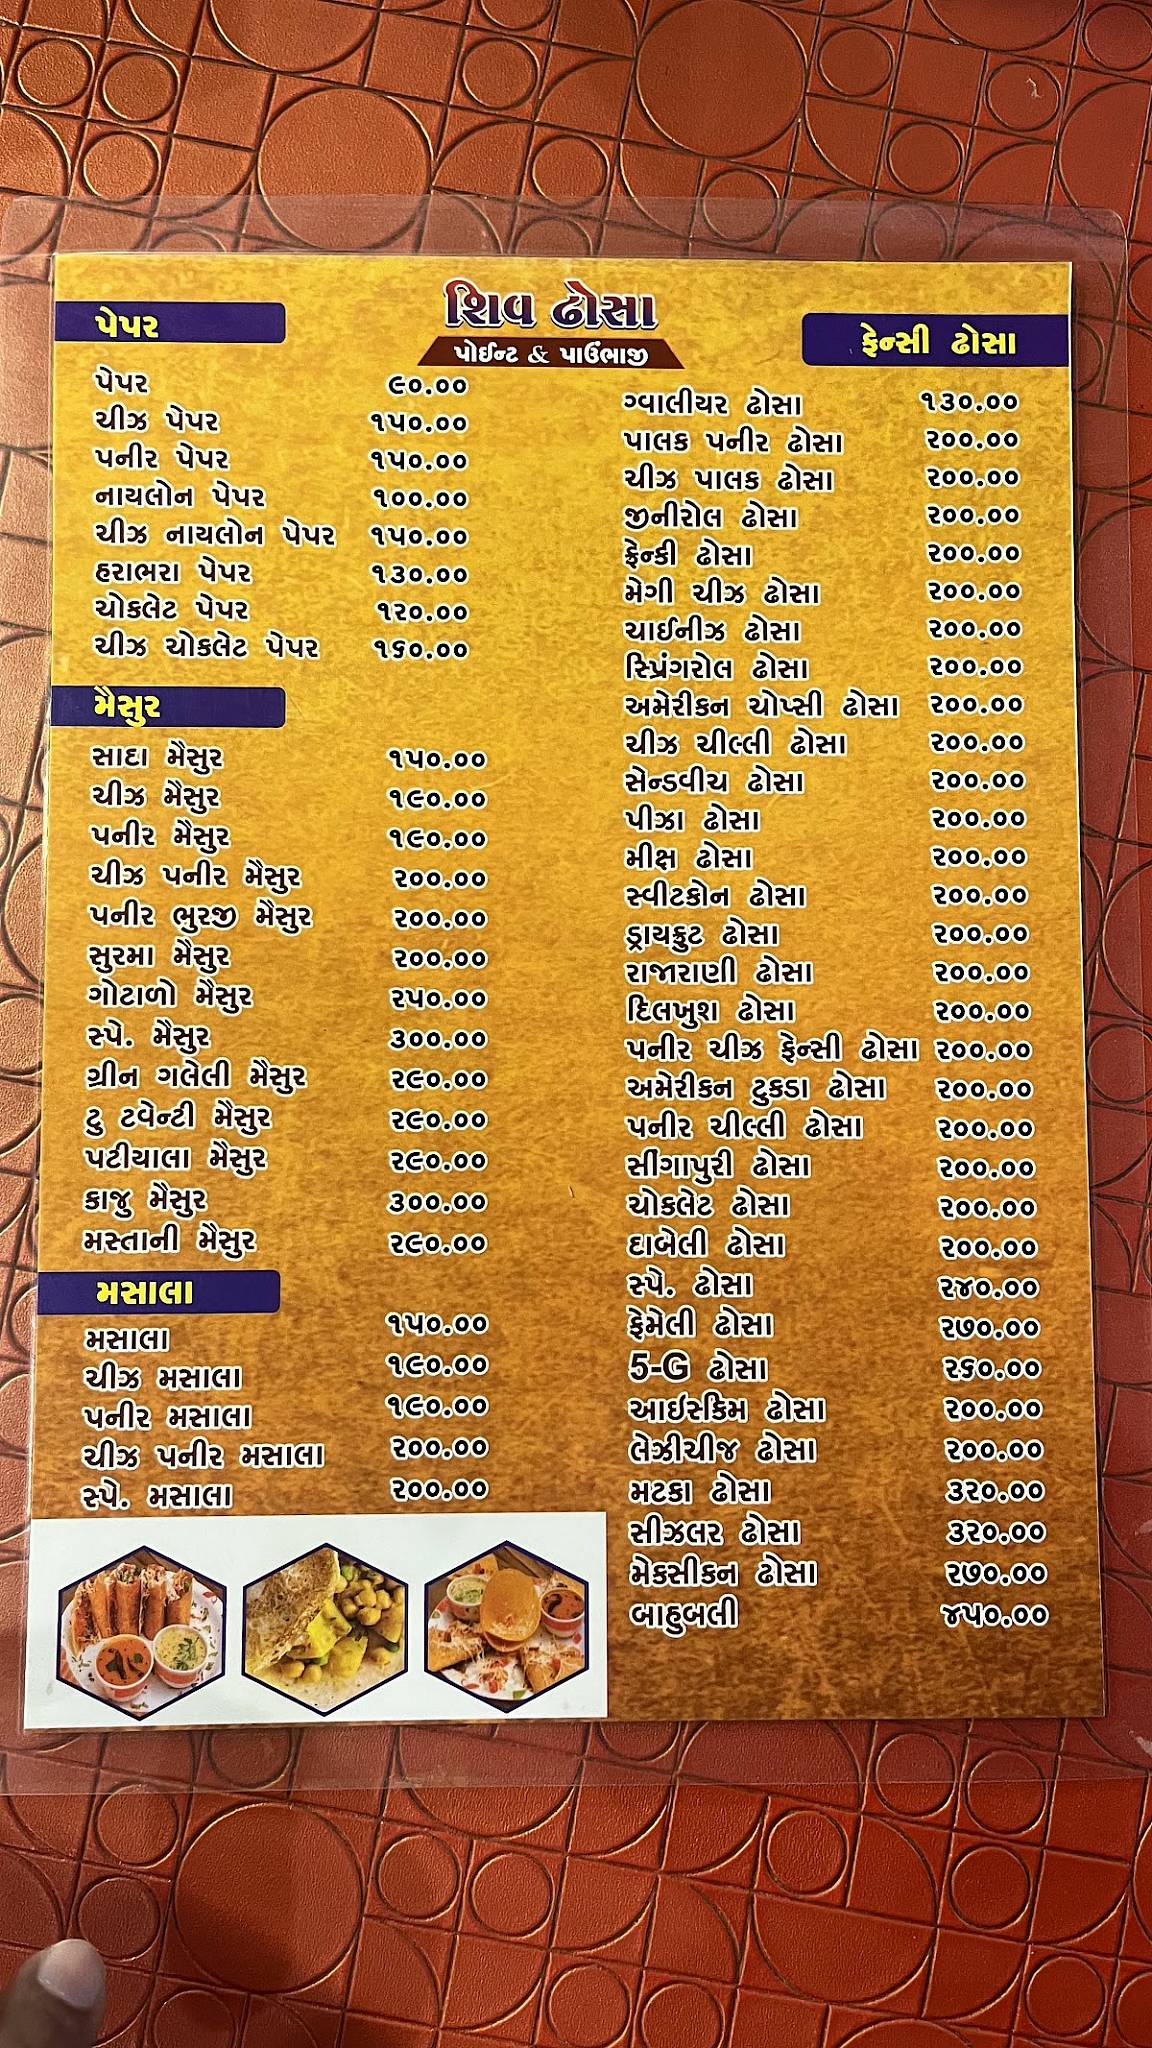 શિવ ઢોસા
પોઈન્ટ & પાઉંભાજી
પેપર
પેપર ૯૦.૦૦
ચીઝ પેપર ૧૫૦.૦૦
પનીર પેપર ૧૫૦.૦૦
નાયલોન પેપર ૧૦૦.૦૦
ચીઝ નાયલોન પેપર ૧૫૦.૦૦
હરાભરા પેપર ૧૩૦.૦૦
ચોકલેટ પેપર ૧૨૦.૦૦
ચીઝ ચોકલેટ પેપર ૧૬૦.૦૦
મૈસુર
સાદા મૈસુર ૧૫૦.૦૦
ચીઝ મૈસુર ૧૯૦.૦૦
પનીર મૈસુર ૧૯૦.૦૦
ચીઝ પનીર મૈસુર ૨૦૦.૦૦
પનીર ભુરજી મૈસુર ૨૦૦.૦૦
સુરમા મૈસુર ૨૦૦.૦૦
ગોટાળો મૈસુર ૨૫૦.૦૦
સ્પે. મૈસુર ૩૦૦.૦૦
ગ્રીન ગલેલી મૈસુર ૨૯૦.૦૦
ટુ ટવેન્ટી મૈસુર ૨૯૦.૦૦
પટીયાલા મૈસુર ૨૯૦.૦૦
કાજુ મૈસુર ૩૦૦.૦૦
મસ્તાની મૈસુર ૨૯૦.૦૦
મસાલા
મસાલા ૧૫૦.૦૦
ચીઝ મસાલા ૧૯૦.૦૦
પનીર મસાલા ૧૯૦.૦૦
ચીઝ પનીર મસાલા ૨૦૦.૦૦
સ્પે. મસાલા ૨૦૦.૦૦
ફેન્સી ઢોસા
ગ્વાલીયર ઢોસા ૧૩૦.૦૦
પાલક પનીર ઢોસા ૨૦૦.૦૦
ચીઝ પાલક ઢોસા ૨૦૦.૦૦
જીનીરોલ ઢોસા ૨૦૦.૦૦
ફ્રેન્કી ઢોસા ૨૦૦.૦૦
મેગી ચીઝ ઢોસા ૨૦૦.૦૦
ચાઈનીઝ ઢોસા ૨૦૦.૦૦
સ્પ્રિંગરોલ ઢોસા ૨૦૦.૦૦
અમેરીકન ચોપ્સી ઢોસા ૨૦૦.૦૦
ચીઝ ચીલ્લી ઢોસા ૨૦૦.૦૦
સેન્ડવીચ ઢોસા ૨૦૦.૦૦
પીઝા ઢોસા ૨૦૦.૦૦
મીક્ષ ઢોસા ૨૦૦.૦૦
સ્વીટકોન ઢોસા ૨૦૦.૦૦
ડ્રાયફ્રુટ ઢોસા ૨૦૦.૦૦
રાજારાણી ઢોસા ૨૦૦.૦૦
દિલખુશ ઢોસા ૨૦૦.૦૦
પનીર ચીઝ ફેન્સી ઢોસા ૨૦૦.૦૦
અમેરીકન ટુકડા ઢોસા ૨૦૦.૦૦
પનીર ચીલ્લી ઢોસા ૨૦૦.૦૦
સીંગાપુરી ઢોસા ૨૦૦.૦૦
ચોકલેટ ઢોસા ૨૦૦.૦૦
દાબેલી ઢોસા ૨૦૦.૦૦
સ્પે. ઢોસા ૨૪૦.૦૦
ફેમેલી ઢોસા ૨૭૦.૦૦
5-G ઢોસા ૨૬૦.૦૦
આઇસ્ક્રિમ ઢોસા ૨૦૦.૦૦
લેઝીચીજ ઢોસા ૨૦૦.૦૦
મટકા ઢોસા ૩૨૦.૦૦
સીઝલર ઢોસા ૩૨૦.૦૦
મેકસીકન ઢોસા ૨૭૦.૦૦
બાહુબલી ૪૫૦.૦૦